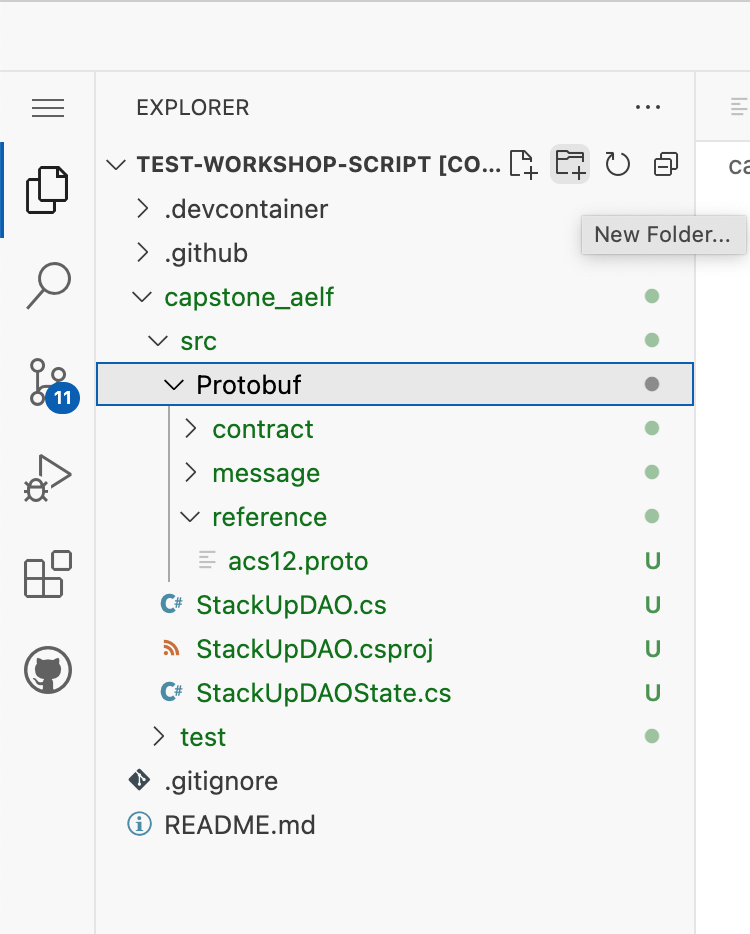 EXPLORER
TEST-WORKSHOP-SCRIPT [CO...
.devcontainer
New Folder...
.github
capstone_aelf
src
11
Protobuf
contract
message
reference
acs12.proto U
C# StackUpDAO.cs U
StackUpDAO.csproj U
C# StackUpDAOState.cs U
test
.gitignore
README.md
ca